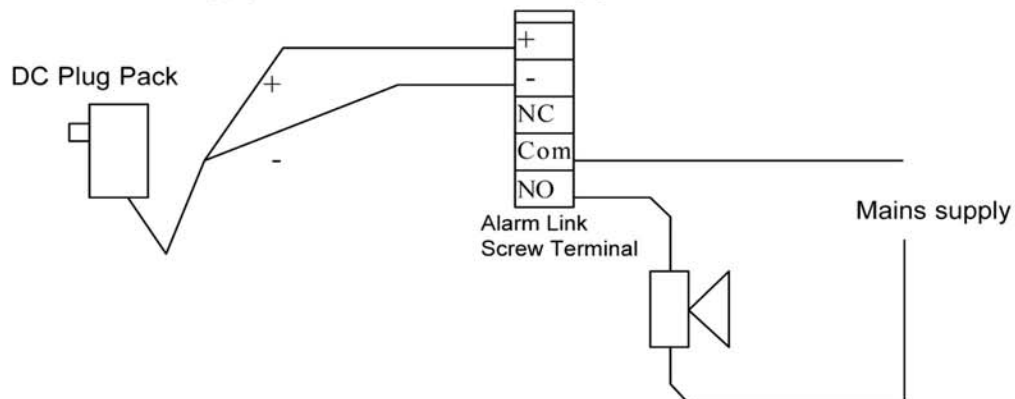 DC Plug Pack
+
-
+
-
NC
Com
NO
Alarm Link
Screw Terminal
Mains supply